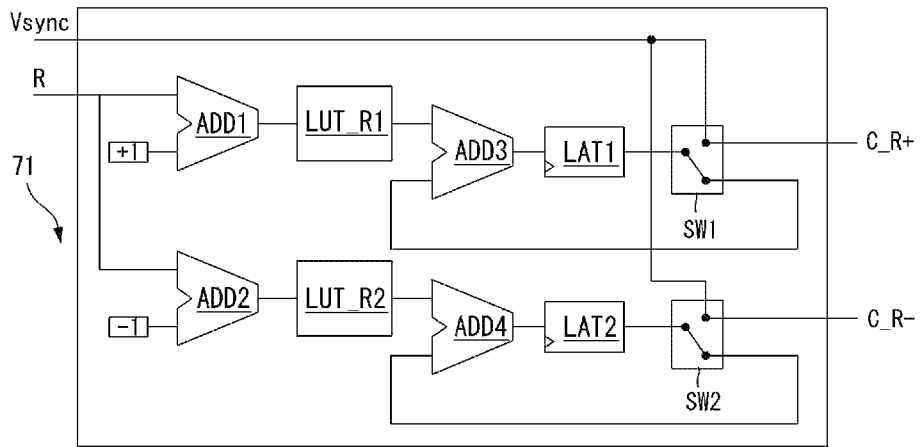 Vsync
R
ADD1
LUT_R1
+1
ADD3
LAT1
C_R+
71
SW1
ADD2
LUT_R2
-1
ADD4
LAT2
C_R-
SW2